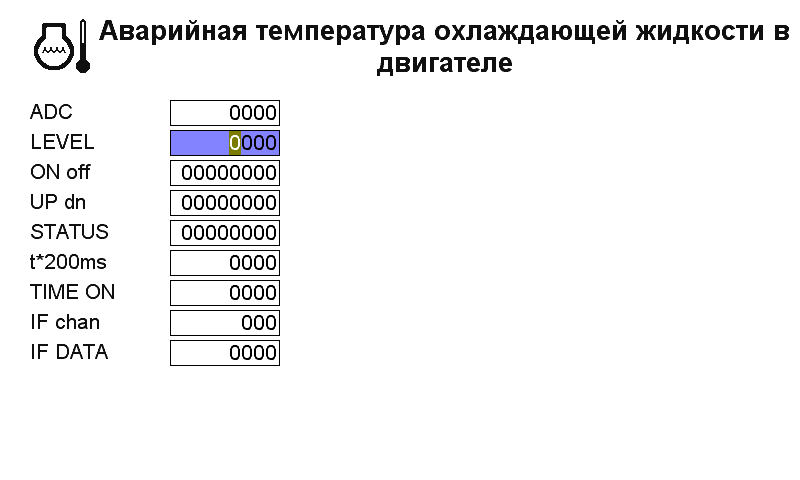 Аварийная температура охлаждающей жидкости в
двигателе
ADC 0000
LEVEL 0000
ON off 00000000
UP dn 00000000
STATUS 00000000
t*200ms 0000
TIME ON 0000
IF chan 000
IF DATA 0000